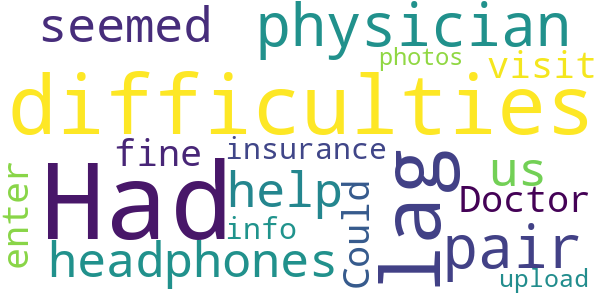 seemed physician
photos
visit
difficulties
fine insurance
Had help us
lag
enter
Could
Doctor
info
headphones pair
upload